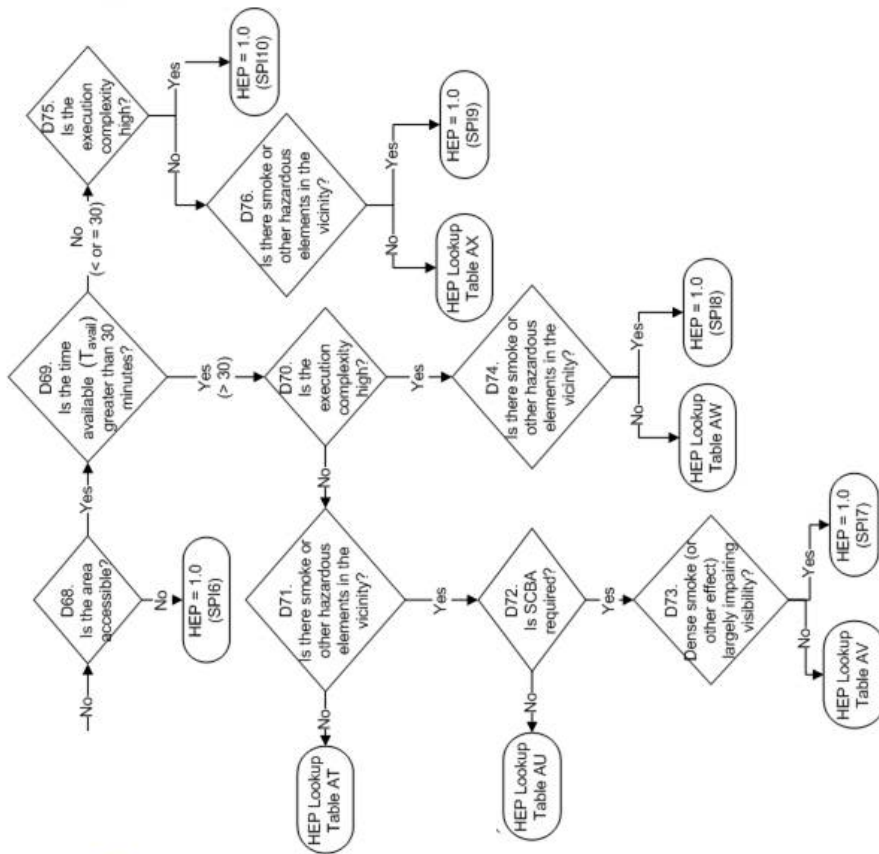 No
D68.
Is the area
accessible?
No
HEP = 1.0
(SPI6)
Yes
D69.
Is the time
available (Tavail)
greater than 30
minutes?
No
(< or = 30)
D75.
Is the
execution
complexity
high?
Yes
HEP = 1.0
(SPI10)
No
D76.
Is there smoke or
other hazardous
elements in the
vicinity?
Yes
HEP = 1.0
(SPI9)
No
HEP Lookup
Table AX
Yes
(> 30)
D70.
Is the
execution
complexity
high?
Yes
D74.
Is there smoke or
other hazardous
elements in the
vicinity?
Yes
HEP = 1.0
(SPI8)
No
HEP Lookup
Table AW
No
D71.
Is there smoke or
other hazardous
elements in the
vicinity?
No
HEP Lookup
Table AT
Yes
D72.
Is SCBA
required?
No
HEP Lookup
Table AU
Yes
D73.
Dense smoke (or
other effect)
largely impairing
visibility?
Yes
HEP = 1.0
(SPI7)
No
HEP Lookup
Table AV